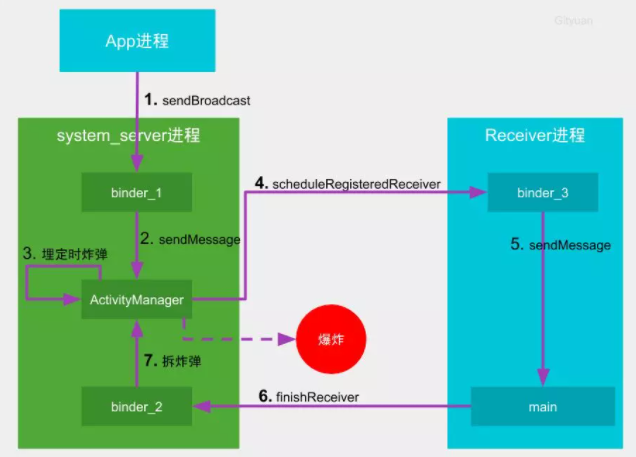 Gityuan
App进程
1. sendBroadcast
system_server进程
Receiver进程
binder_1
4. scheduleRegisteredReceiver
binder_3
2. sendMessage
5. sendMessage
3. 埋定时炸弹
ActivityManager
爆炸
7. 拆炸弹
6. finishReceiver
binder_2
main